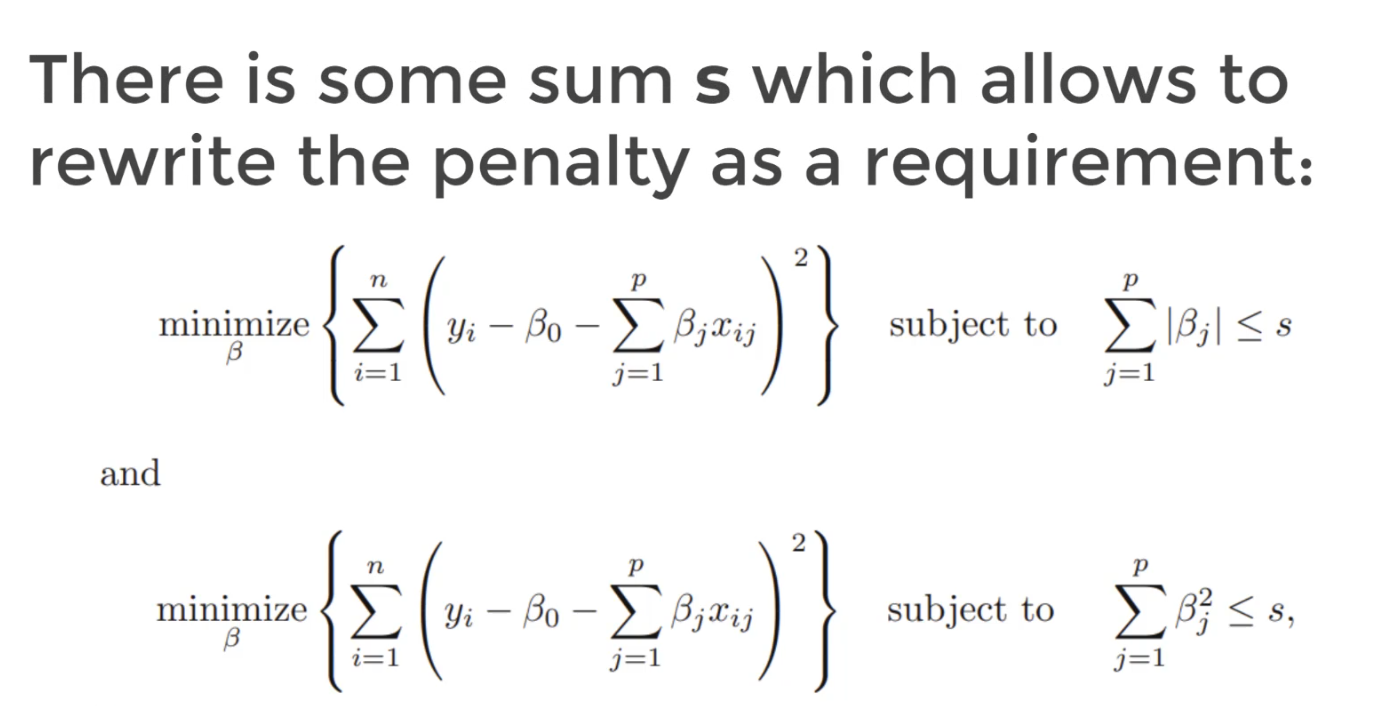 There is some sum s which allows to
rewrite the penalty as a requirement:
$\underset{\beta}{\text{minimize}} \left\{ \sum_{i=1}^{n} \left( y_i - \beta_0 - \sum_{j=1}^{p} \beta_j x_{ij} \right)^2 \right\} \quad \text{subject to} \quad \sum_{j=1}^{p} |\beta_j| \leq s$
and
$\underset{\beta}{\text{minimize}} \left\{ \sum_{i=1}^{n} \left( y_i - \beta_0 - \sum_{j=1}^{p} \beta_j x_{ij} \right)^2 \right\} \quad \text{subject to} \quad \sum_{j=1}^{p} \beta_j^2 \leq s,$